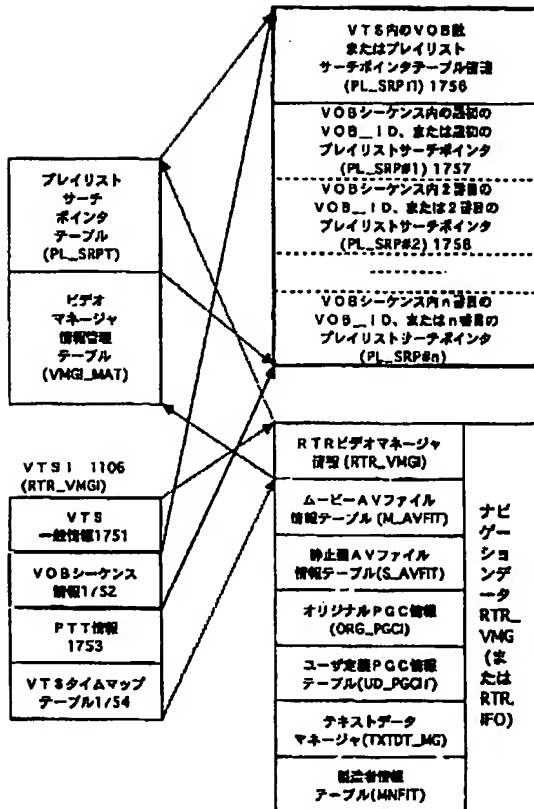 VTS内のVOB数
またはプレイリスト
サーチポインタテーブル情報
(PL_SRPTI) 1756
VOBシーケンス内の最初の
VOB_ID、または最初の
プレイリストサーチポインタ
(PL_SRP#1) 1757
VOBシーケンス内2番目の
VOB_ID、または2番目の
プレイリストサーチポインタ
(PL_SRP#2) 1758
VOBシーケンス内n番目の
VOB_ID、またはn番目の
プレイリストサーチポインタ
(PL_SRP#n)
プレイリスト
サーチ
ポインタ
テーブル
(PL_SRPT)
ビデオ
マネージャ
情報管理
テーブル
(VMGI_MAT)
VTSI 1106
(RTR_VMGI)
VTS
一般情報1751
VOBシーケンス
情報1752
PTT情報
1753
VTSタイムマップ
テーブル1754
RTRビデオマネージャ
情報 (RTR_VMGI)
ムービーAVファイル
情報テーブル (M_AVFIT)
静止画AVファイル
情報テーブル(S_AVFIT)
オリジナルPGC情報
(ORG_PGCI)
ユーザ定義PGC情報
テーブル(UD_PGCIT)
テキストデータ
マネージャ(TXTDT_MG)
製造者情報
テーブル(MNFIT)
ナビ
ゲー
ション
デー
タ
RTR_
VMG
(ま
たは
RTR.
IFO)